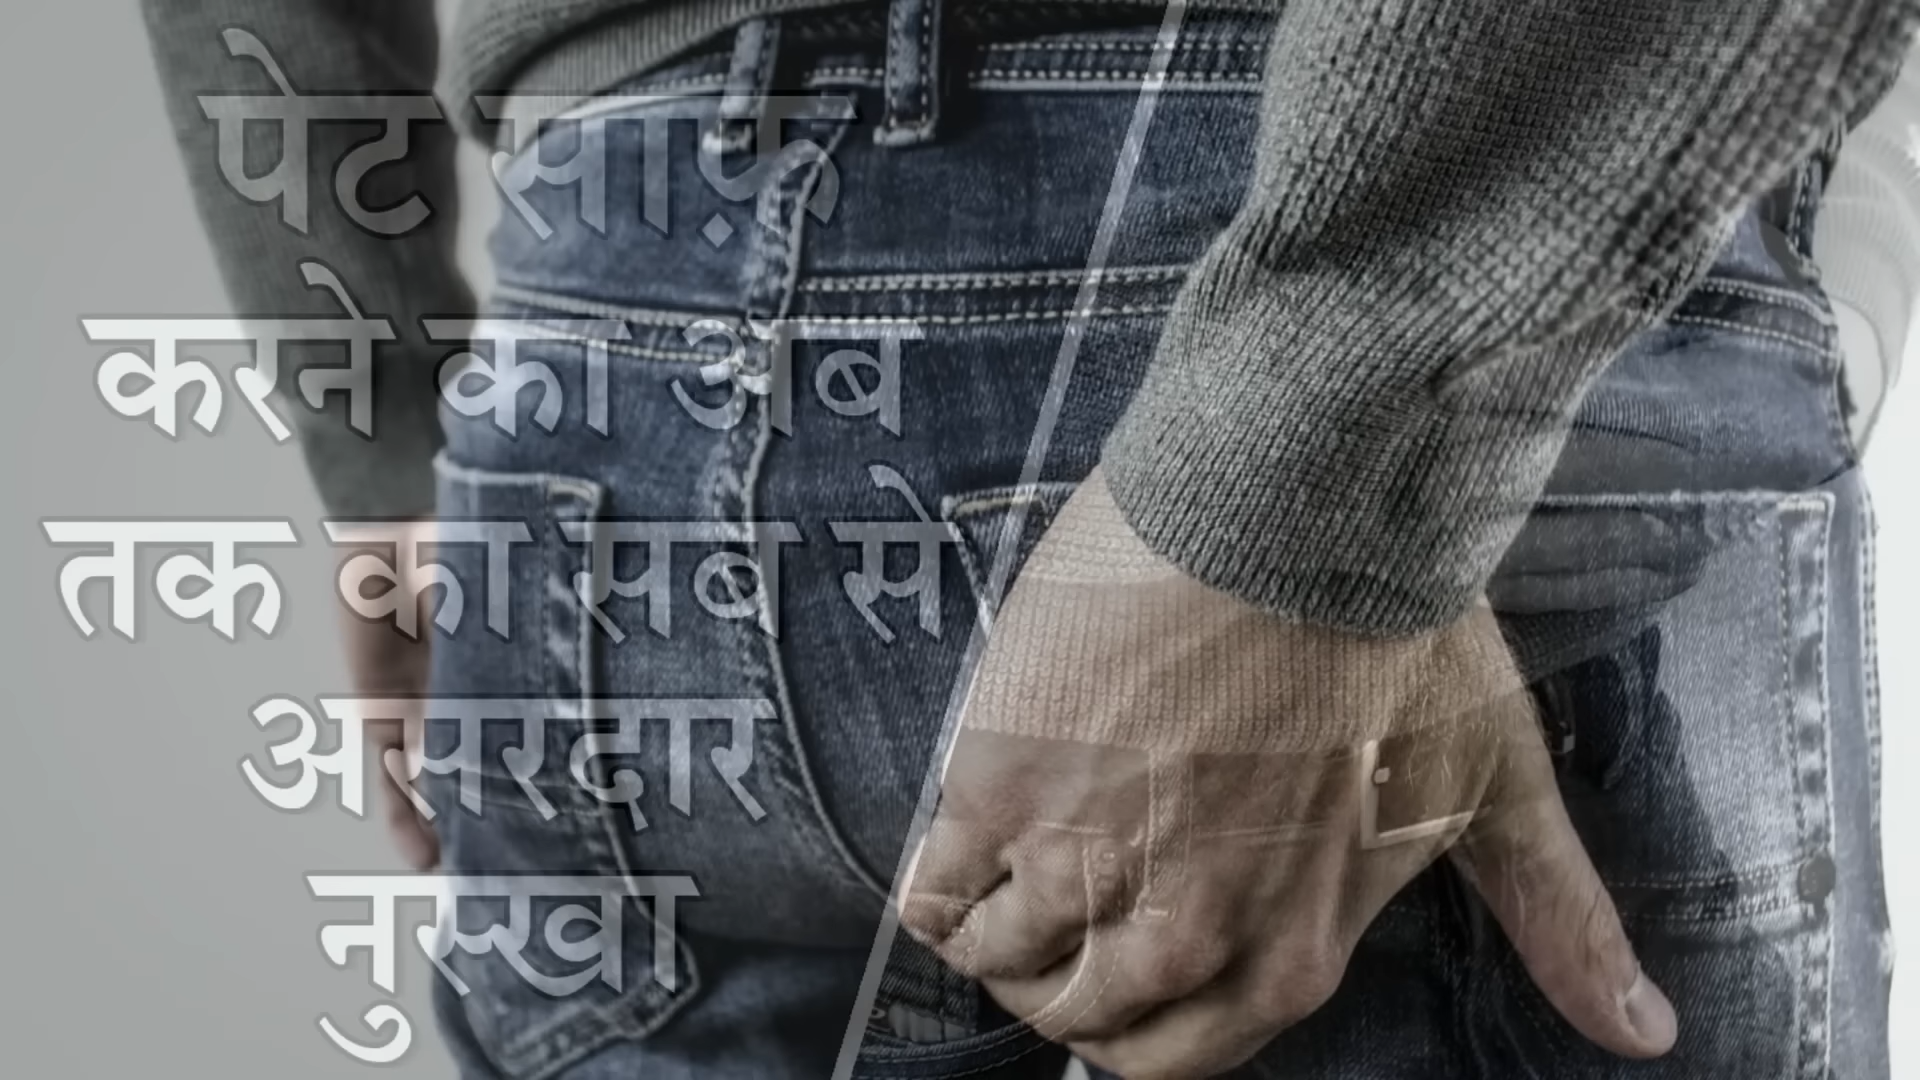 पेट साफ़
करने का अब
तक का सब से
असरदार
नुस्खा